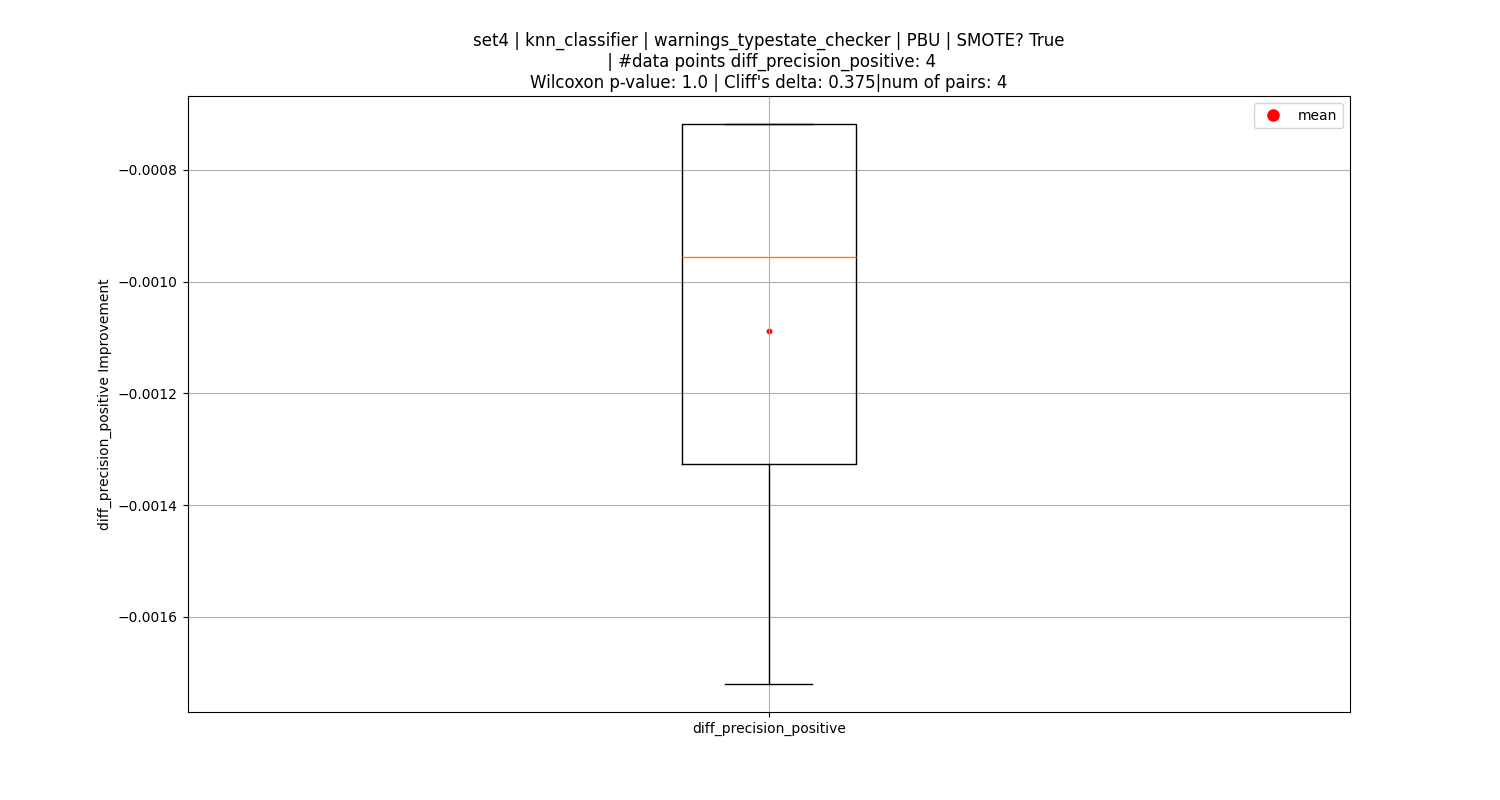 set4 | knn_classifier | warnings_typestate_checker | PBU | SMOTE? True
| #data points diff_precision_positive: 4
Wilcoxon p-value: 1.0 | Cliff's delta: 0.375|num of pairs: 4
mean
−0.0008
−0.0010
−0.0012
−0.0014
−0.0016
diff_precision_positive Improvement
diff_precision_positive